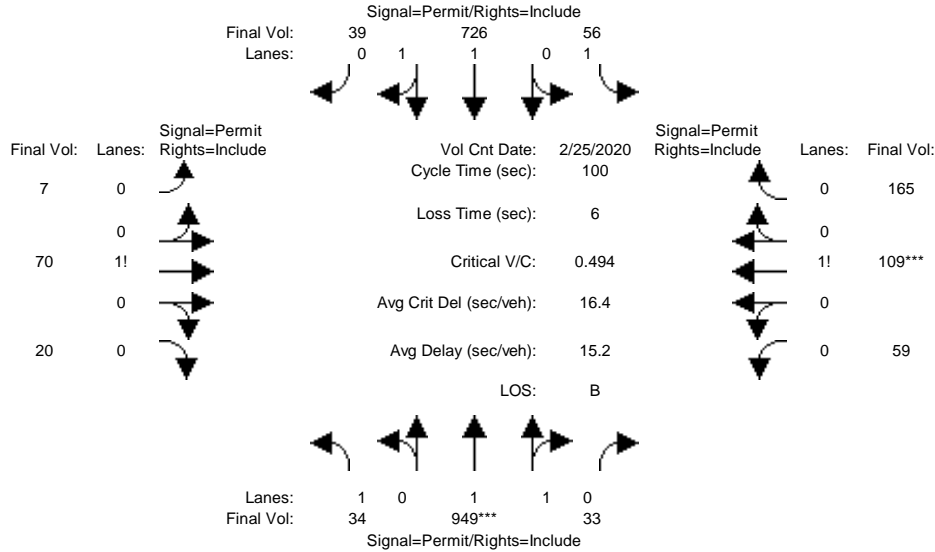 Signal=Permit/Rights=Include
Final Vol: 39 726 56
Lanes: 0 1 1 0 1
Signal=Permit
Final Vol: Lanes: Rights=Include
Vol Cnt Date: 2/25/2020
Signal=Permit
Rights=Include Lanes: Final Vol:
Cycle Time (sec): 100
7 0
0 165
Loss Time (sec): 6
0
0
70 1!
Critical V/C: 0.494
1! 109***
0
Avg Crit Del (sec/veh): 16.4
0
20 0
Avg Delay (sec/veh): 15.2
0 59
LOS: B
Lanes: 1 0 1 1 0
Final Vol: 34 949*** 33
Signal=Permit/Rights=Include